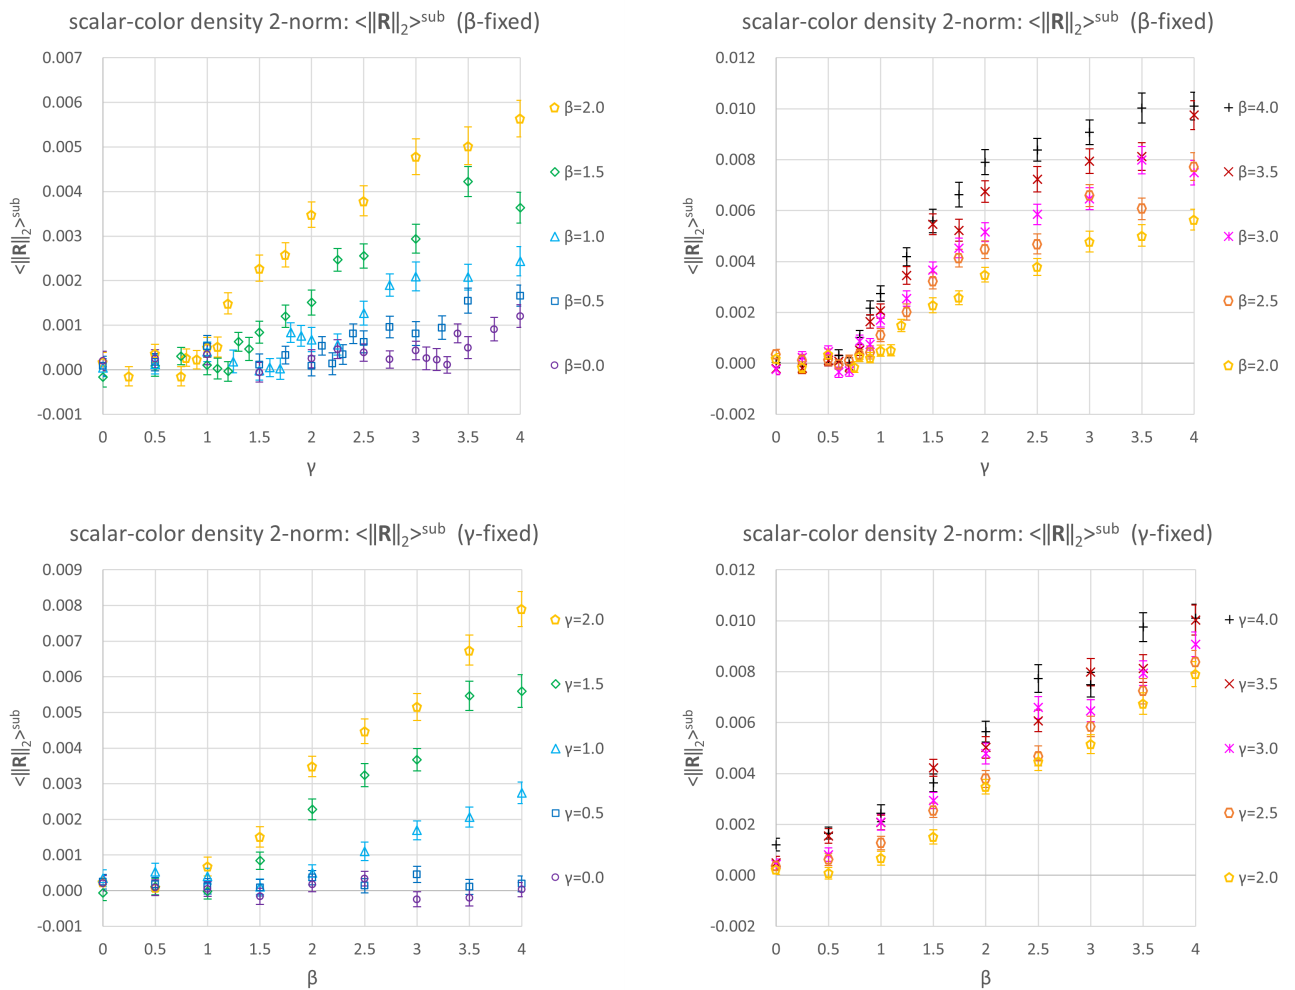 scalar-color density 2-norm: <||R||₂>ˢᵘᵇ (β-fixed)
<||R||₂>ˢᵘᵇ
0.007
0.006
0.005
0.004
0.003
0.002
0.001
0.000
-0.001
0 0.5 1 1.5 2 2.5 3 3.5 4
γ
β=2.0
β=1.5
β=1.0
β=0.5
β=0.0
scalar-color density 2-norm: <||R||₂>ˢᵘᵇ (β-fixed)
<||R||₂>ˢᵘᵇ
0.012
0.010
0.008
0.006
0.004
0.002
0.000
-0.002
0 0.5 1 1.5 2 2.5 3 3.5 4
γ
β=4.0
β=3.5
β=3.0
β=2.5
β=2.0
scalar-color density 2-norm: <||R||₂>ˢᵘᵇ (γ-fixed)
<||R||₂>ˢᵘᵇ
0.009
0.008
0.007
0.006
0.005
0.004
0.003
0.002
0.001
0.000
-0.001
0 0.5 1 1.5 2 2.5 3 3.5 4
β
γ=2.0
γ=1.5
γ=1.0
γ=0.5
γ=0.0
scalar-color density 2-norm: <||R||₂>ˢᵘᵇ (γ-fixed)
<||R||₂>ˢᵘᵇ
0.012
0.010
0.008
0.006
0.004
0.002
0.000
-0.002
0 0.5 1 1.5 2 2.5 3 3.5 4
β
γ=4.0
γ=3.5
γ=3.0
γ=2.5
γ=2.0